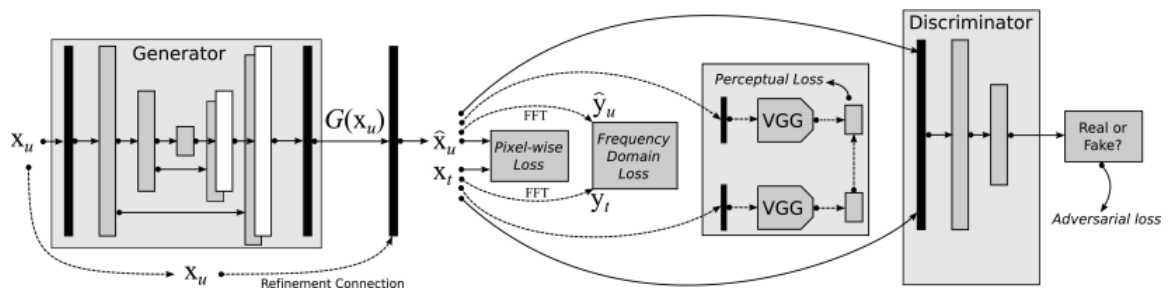 Generator
x_u
G(x_u)
x_u
Refinement Connection
x̂_u
x_t
FFT
FFT
Pixel-wise
Loss
ŷ_u
Frequency
Domain
Loss
y_t
Perceptual Loss
VGG
VGG
Discriminator
Real or
Fake?
Adversarial loss